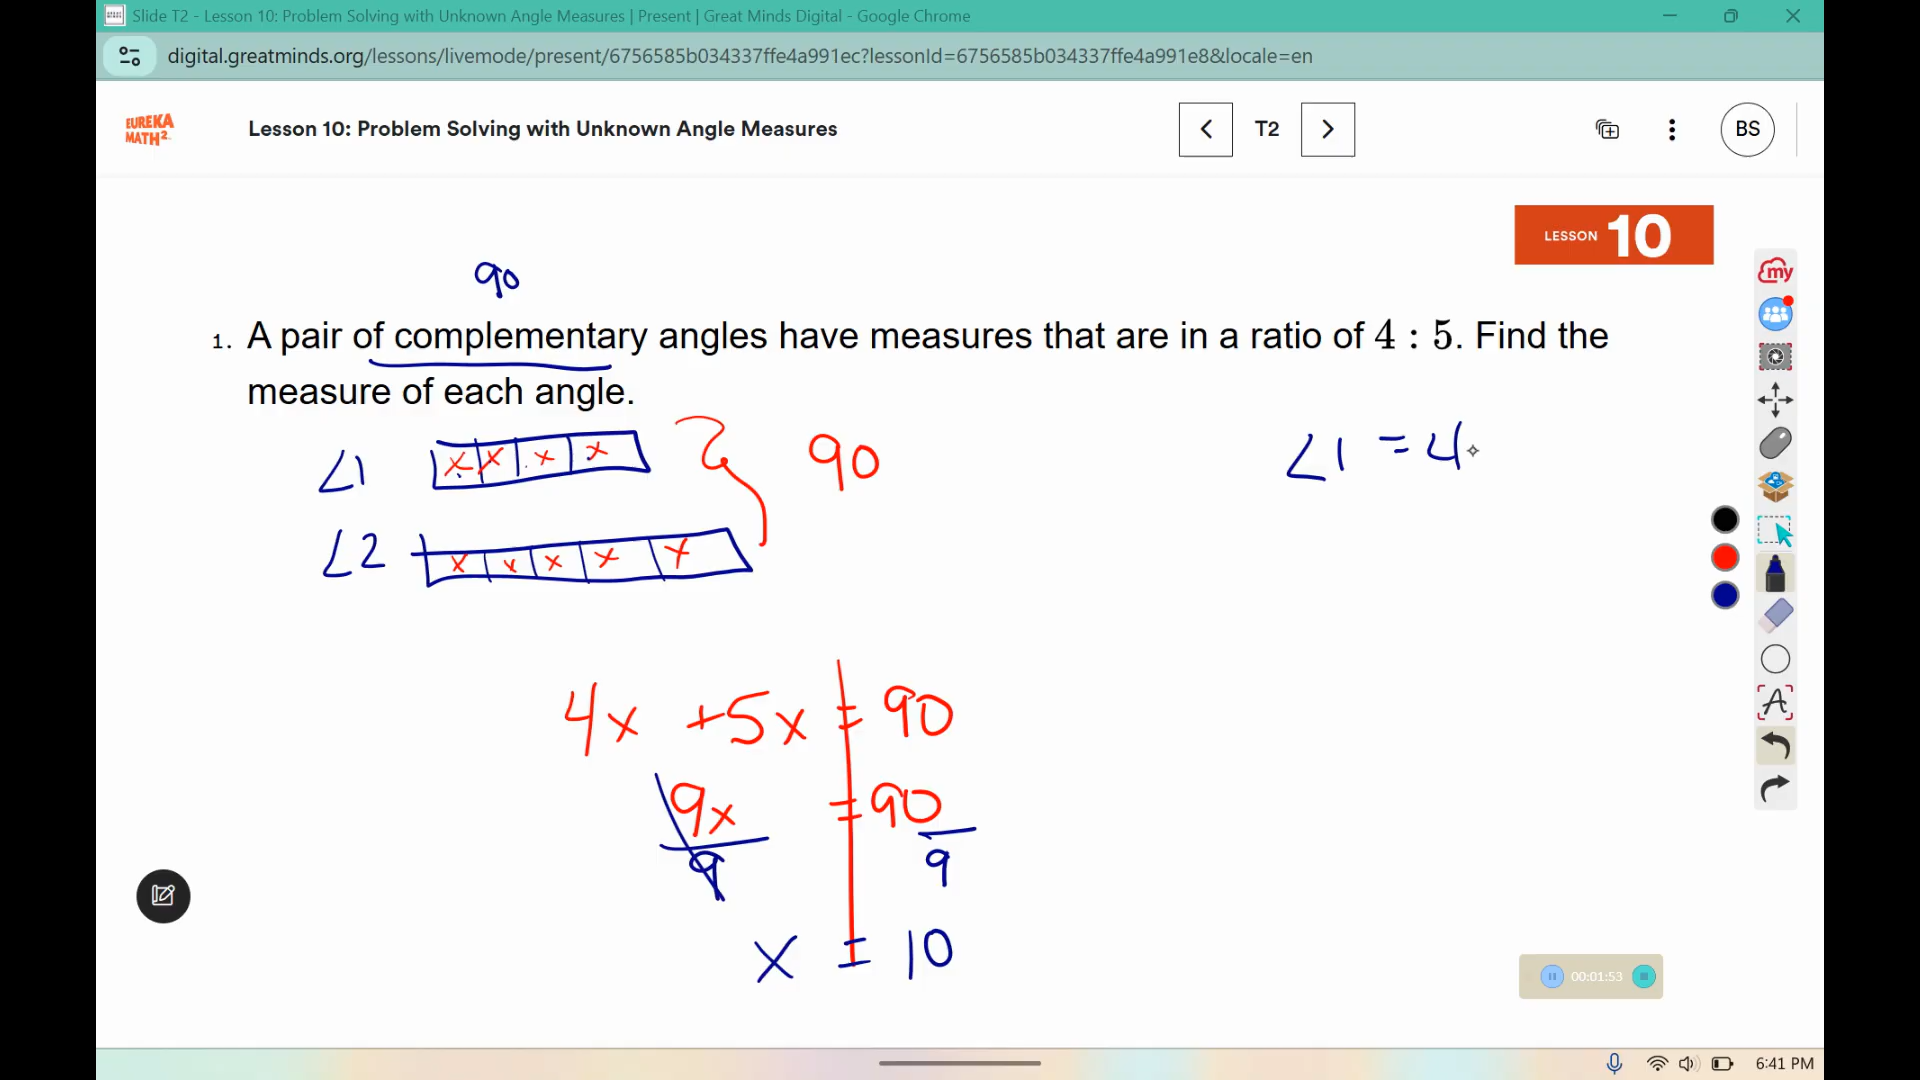 Slide T2 - Lesson 10: Problem Solving with Unknown Angle Measures | Present | Great Minds Digital - Google Chrome
digital.greatminds.org/lessons/livemode/present/6756585b034337ffe4a991ec?lessonId=6756585b034337ffe4a991e8&locale=en
EUREKA MATH²
Lesson 10: Problem Solving with Unknown Angle Measures
T2
BS
LESSON 10
my
90
1. A pair of complementary angles have measures that are in a ratio of 4 : 5. Find the
measure of each angle.
∠1 x x x x 90
∠1 = 4
∠2 x x x x x
4x +5x = 90
9x = 90
9 9
x = 10
A
00:01:53
6:41 PM